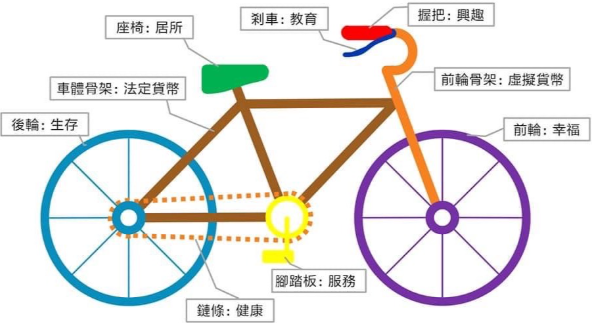 座椅: 居所
剎車: 教育
握把: 興趣
車體骨架: 法定貨幣
前輪骨架: 虛擬貨幣
後輪: 生存
前輪: 幸福
腳踏板: 服務
鏈條: 健康